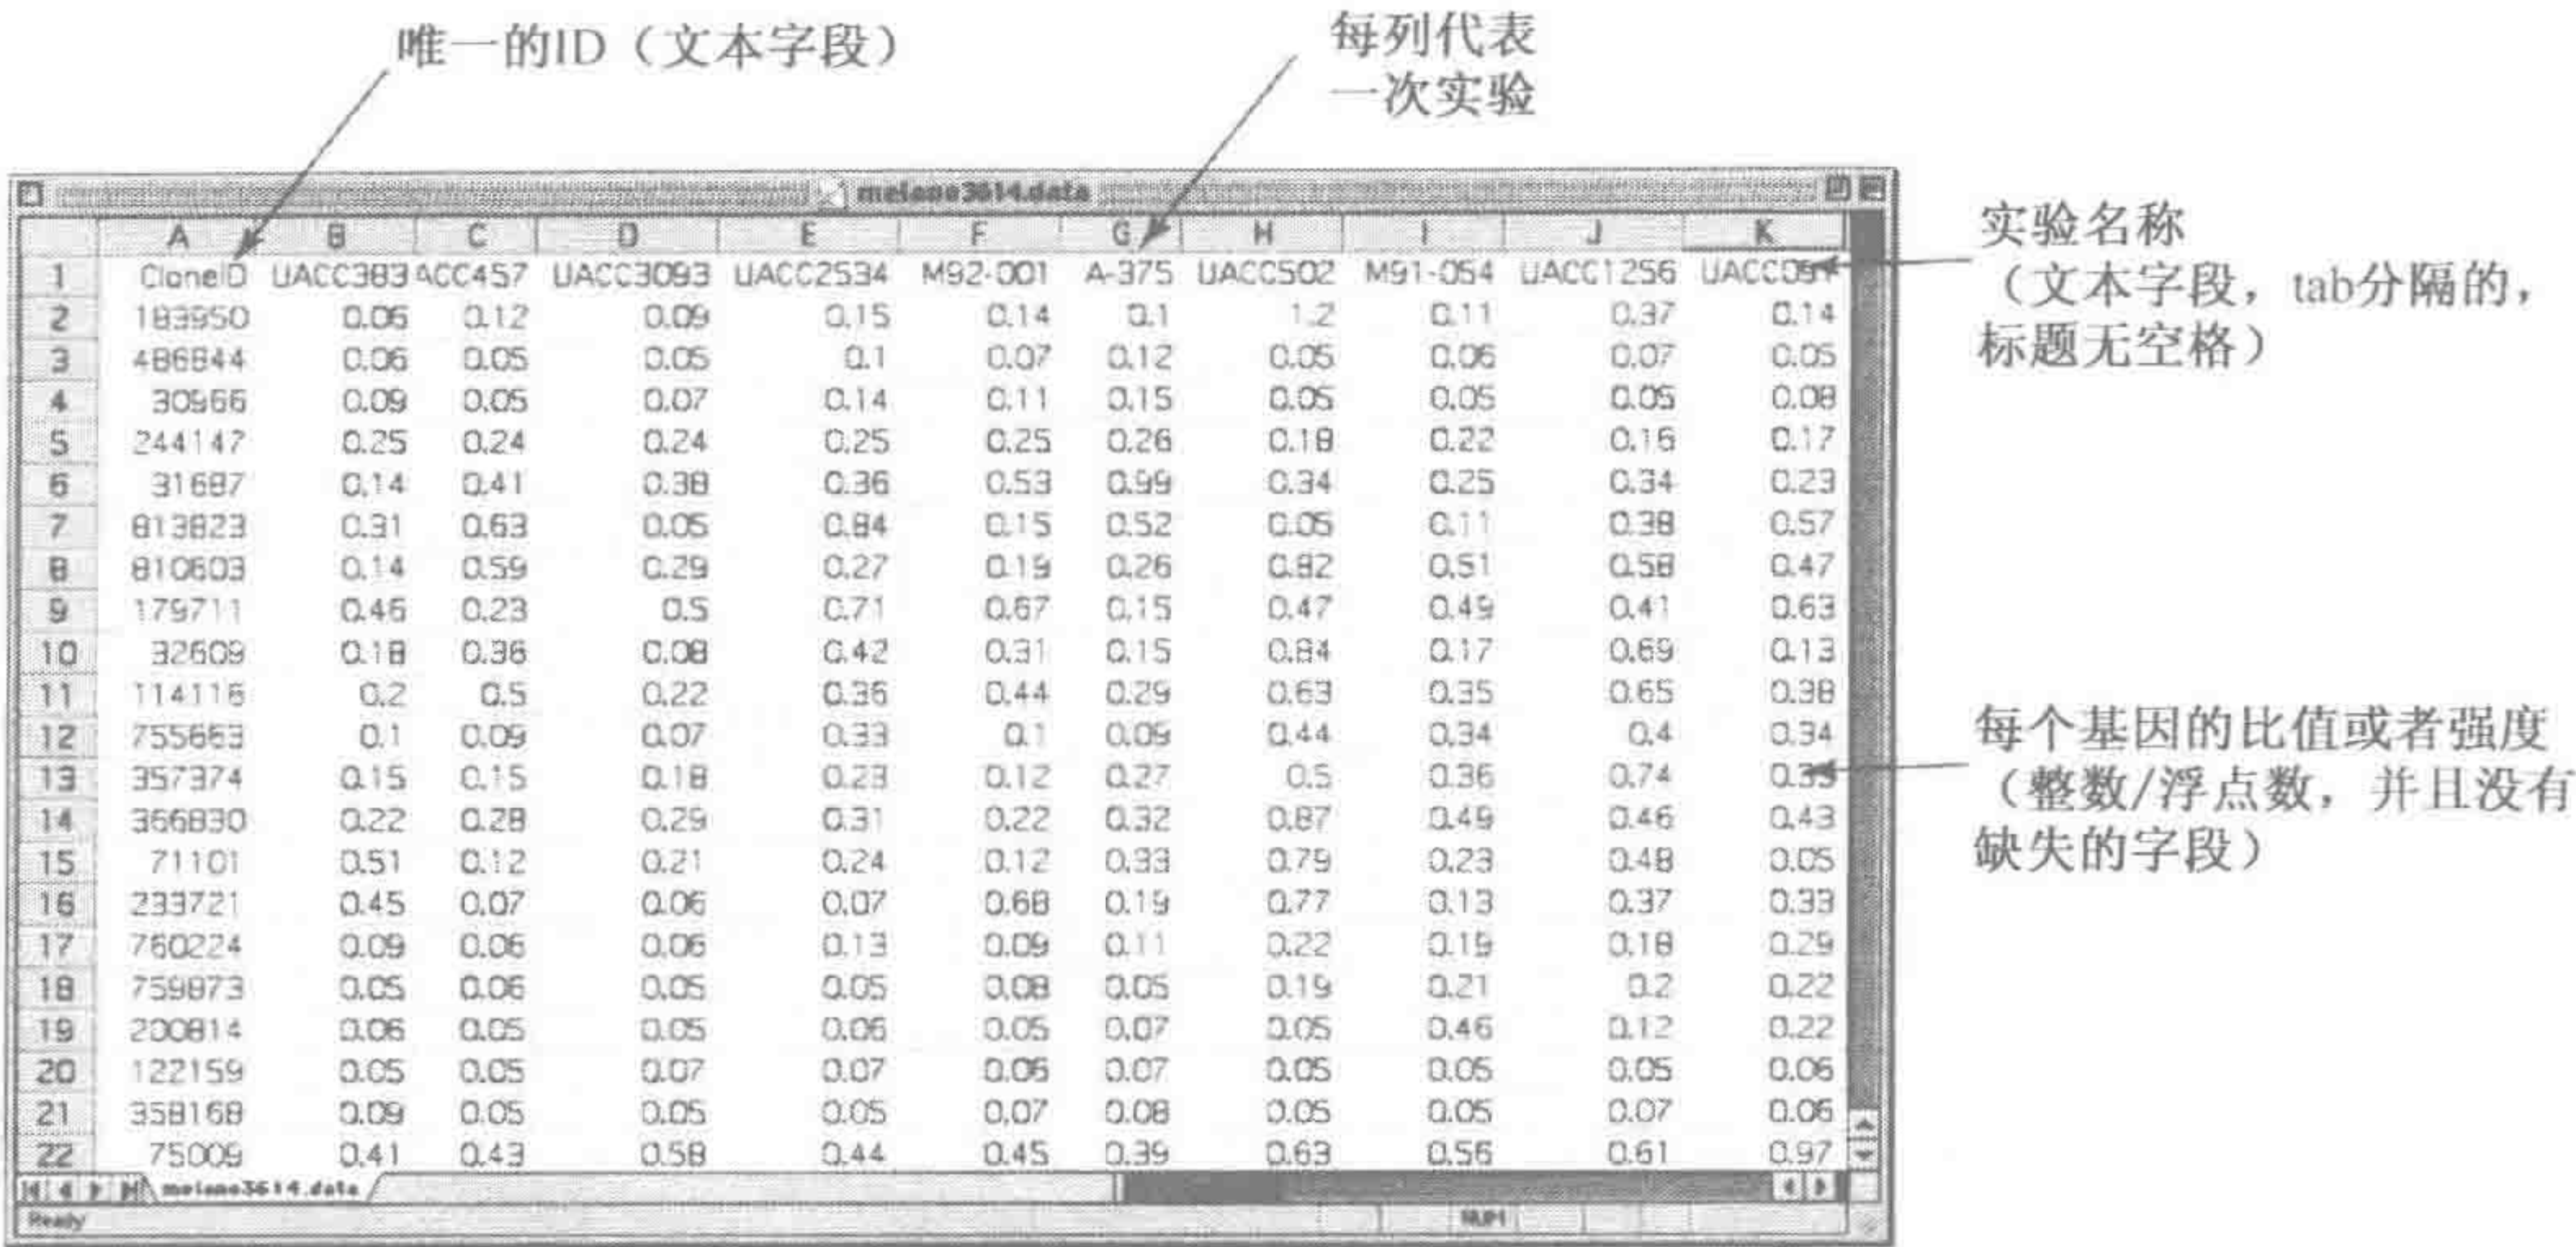 唯一的ID（文本字段）
每列代表
一次实验
melano3614.data
A B C D E F G H I J K
1 CloneID UACC383 ACC457 UACC3093 UACC2534 M92-001 A-375 UACC502 M91-054 UACC1256
2 183950 0.06 0.12 0.09 0.15 0.14 0.1 1.2 0.11 0.37 0.14
3 486844 0.06 0.05 0.05 0.1 0.07 0.12 0.05 0.06 0.07 0.05
4 30966 0.09 0.05 0.07 0.14 0.11 0.15 0.05 0.05 0.05 0.08
5 244147 0.25 0.24 0.24 0.25 0.25 0.26 0.18 0.22 0.16 0.17
6 31687 0.14 0.41 0.38 0.36 0.53 0.99 0.34 0.25 0.34 0.23
7 813823 0.31 0.63 0.05 0.84 0.15 0.52 0.05 0.11 0.38 0.57
8 810603 0.14 0.59 0.29 0.27 0.19 0.26 0.82 0.51 0.58 0.47
9 179711 0.46 0.23 0.5 0.71 0.67 0.15 0.47 0.49 0.41 0.63
10 32609 0.18 0.36 0.08 0.42 0.31 0.15 0.84 0.17 0.69 0.13
11 114116 0.2 0.5 0.22 0.36 0.44 0.29 0.63 0.35 0.65 0.38
12 755663 0.1 0.09 0.07 0.33 0.1 0.09 0.44 0.34 0.4 0.34
13 357374 0.15 0.15 0.18 0.23 0.12 0.27 0.5 0.36 0.74
14 366830 0.22 0.28 0.29 0.31 0.22 0.32 0.87 0.49 0.46 0.43
15 71101 0.51 0.12 0.21 0.24 0.12 0.33 0.79 0.23 0.48 0.05
16 233721 0.45 0.07 0.06 0.07 0.68 0.19 0.77 0.13 0.37 0.33
17 760224 0.09 0.06 0.06 0.13 0.09 0.11 0.22 0.19 0.18 0.29
18 759873 0.05 0.06 0.05 0.05 0.08 0.05 0.19 0.21 0.2 0.22
19 200814 0.06 0.05 0.05 0.06 0.05 0.07 0.05 0.46 0.12 0.22
20 122159 0.05 0.05 0.07 0.07 0.06 0.07 0.05 0.05 0.05 0.06
21 358168 0.09 0.05 0.05 0.05 0.07 0.08 0.05 0.05 0.07 0.06
22 75009 0.41 0.43 0.58 0.44 0.45 0.39 0.63 0.56 0.61 0.97
melano3614.data
Ready NUM
实验名称
（文本字段，tab分隔的，
标题无空格）
每个基因的比值或者强度
（整数/浮点数，并且没有
缺失的字段）